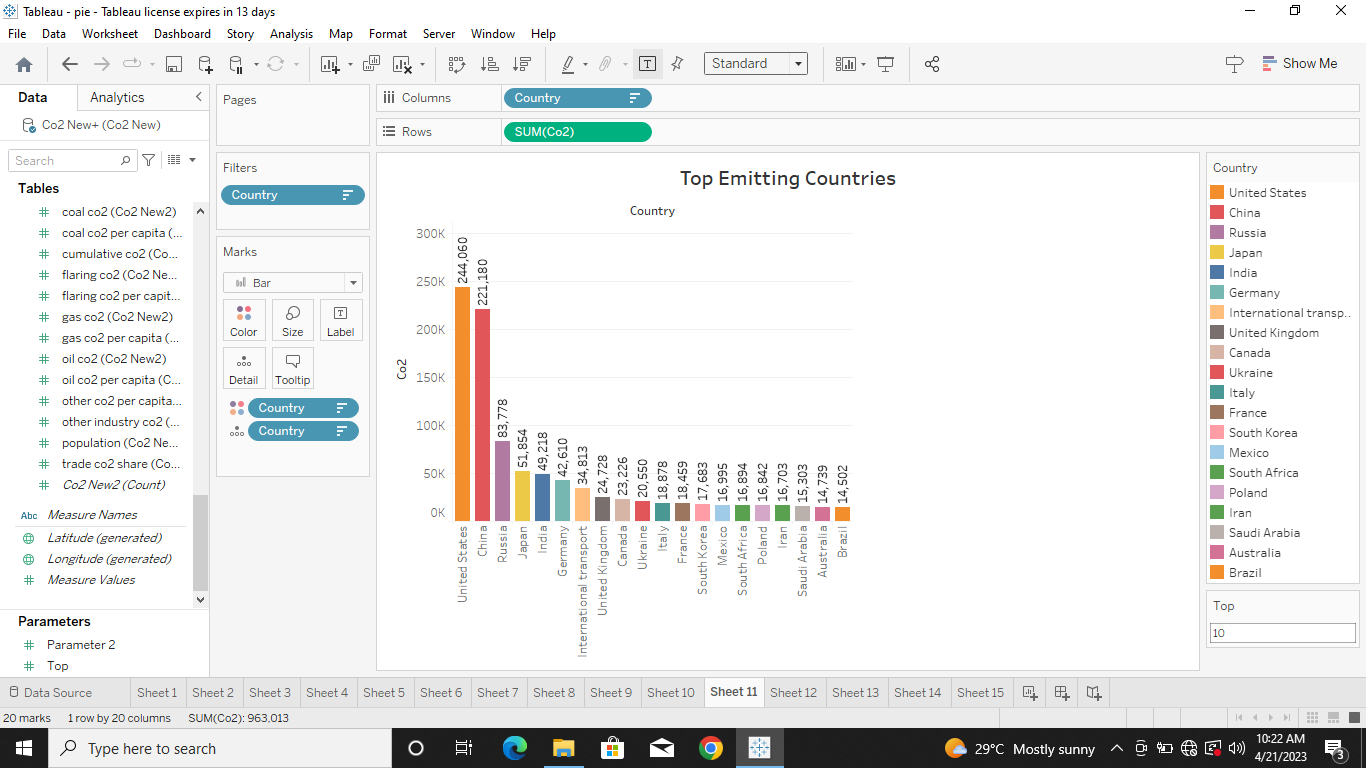 Tableau - pie - Tableau license expires in 13 days
File Data Worksheet Dashboard Story Analysis Map Format Server Window Help
Standard
Show Me
Data Analytics
Co2 New+ (Co2 New)
Search
Tables
coal co2 (Co2 New2)
coal co2 per capita (...
cumulative co2 (Co...
flaring co2 (Co2 Ne...
flaring co2 per capit...
gas co2 (Co2 New2)
gas co2 per capita (...
oil co2 (Co2 New2)
oil co2 per capita (C...
other co2 per capita...
other industry co2 (...
population (Co2 Ne...
trade co2 share (Co...
Co2 New2 (Count)
Abc Measure Names
Latitude (generated)
Longitude (generated)
Measure Values
Parameters
Parameter 2
Top
Pages
Filters
Country
Marks
Bar
Color Size Label
Detail Tooltip
Country
Country
Columns Country
Rows SUM(Co2)
Top Emitting Countries
Country
Co2
300K
250K
200K
150K
100K
50K
0K
244,060
221,180
83,778
51,854
49,218
42,610
34,813
24,728
23,226
20,550
18,878
18,459
17,683
16,995
16,894
16,842
16,703
15,303
14,739
14,502
United States
China
Russia
Japan
India
Germany
International transport
United Kingdom
Canada
Ukraine
Italy
France
South Korea
Mexico
South Africa
Poland
Iran
Saudi Arabia
Australia
Brazil
Country
United States
China
Russia
Japan
India
Germany
International transp..
United Kingdom
Canada
Ukraine
Italy
France
South Korea
Mexico
South Africa
Poland
Iran
Saudi Arabia
Australia
Brazil
Top
10
Data Source Sheet 1 Sheet 2 Sheet 3 Sheet 4 Sheet 5 Sheet 6 Sheet 7 Sheet 8 Sheet 9 Sheet 10 Sheet 11 Sheet 12 Sheet 13 Sheet 14 Sheet 15
20 marks 1 row by 20 columns SUM(Co2): 963,013
Type here to search
29°C Mostly sunny
10:22 AM
4/21/2023
3